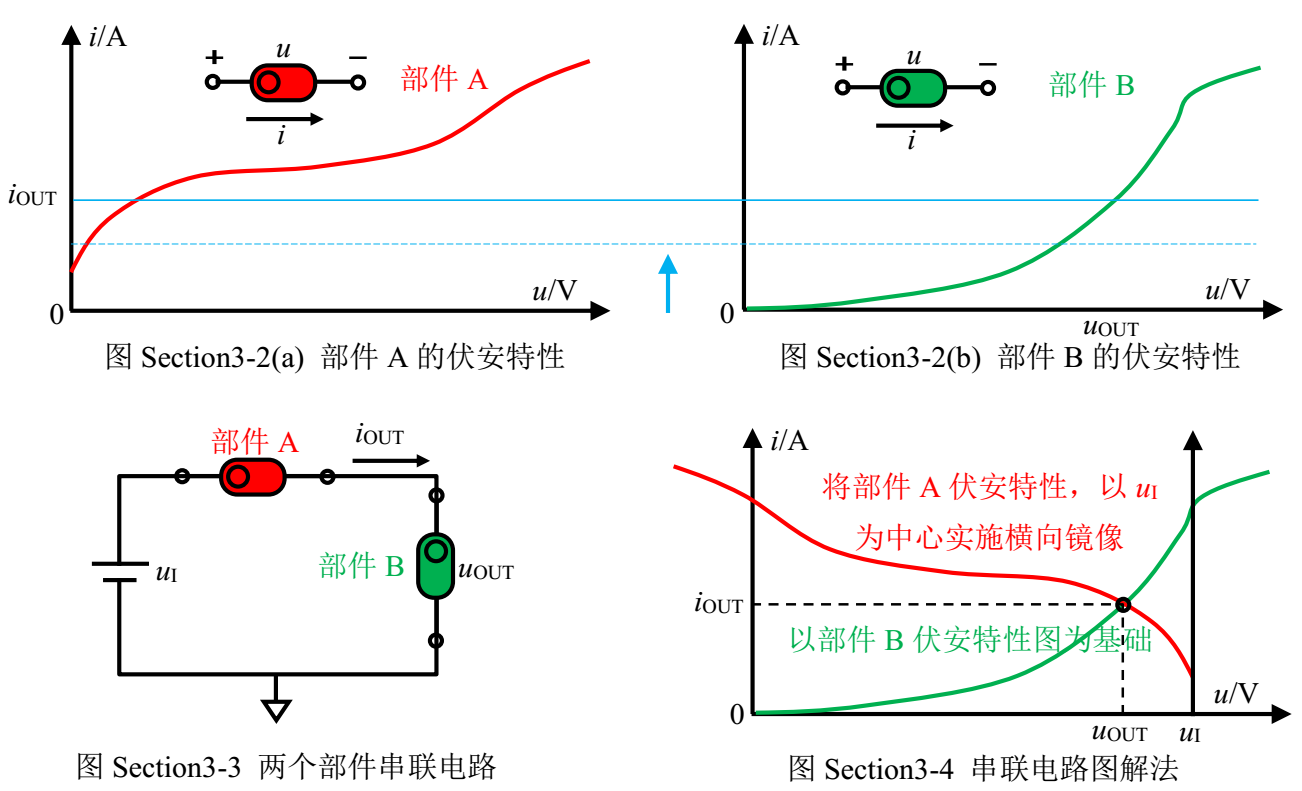 i/A
+ u −
部件 A
i
iOUT
u/V
0
图 Section3-2(a) 部件 A 的伏安特性
i/A
+ u −
部件 B
i
u/V
0
uOUT
图 Section3-2(b) 部件 B 的伏安特性
部件 A
iOUT
部件 B
uI
uOUT
图 Section3-3 两个部件串联电路
i/A
将部件 A 伏安特性，以 uI
为中心实施横向镜像
iOUT
以部件 B 伏安特性图为基础
u/V
0
uOUT
uI
图 Section3-4 串联电路图解法